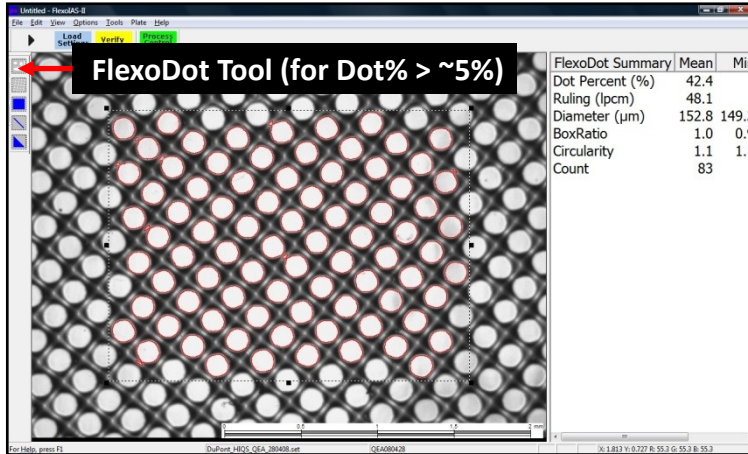 Untitled - FlexoIAS-II
File Edit View Options Tools Plate Help
Load Settings Verify Process Control
FlexoDot Tool (for Dot% > ~5%)
FlexoDot Summary Mean Mi
Dot Percent (%) 42.4
Ruling (lpcm) 48.1
Diameter (µm) 152.8 149.
BoxRatio 1.0 0.
Circularity 1.1 1.
Count 83
0 0.5 1 1.5 2 mm
For Help, press F1 DuPont_HIQS_QEA_280408.set QEA080428 X: 1.813 Y: 0.727 R: 55.3 G: 55.3 B: 55.3